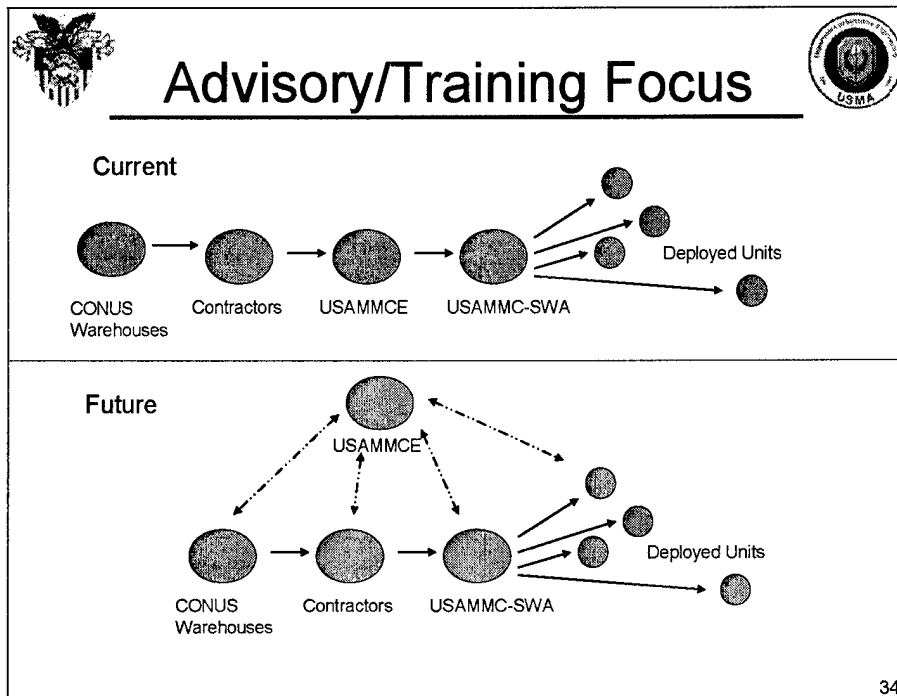 Advisory/Training Focus
USMA
Current
CONUS
Warehouses
Contractors
USAMMCE
USAMMC-SWA
Deployed Units
Future
USAMMCE
CONUS
Warehouses
Contractors
USAMMC-SWA
Deployed Units
34